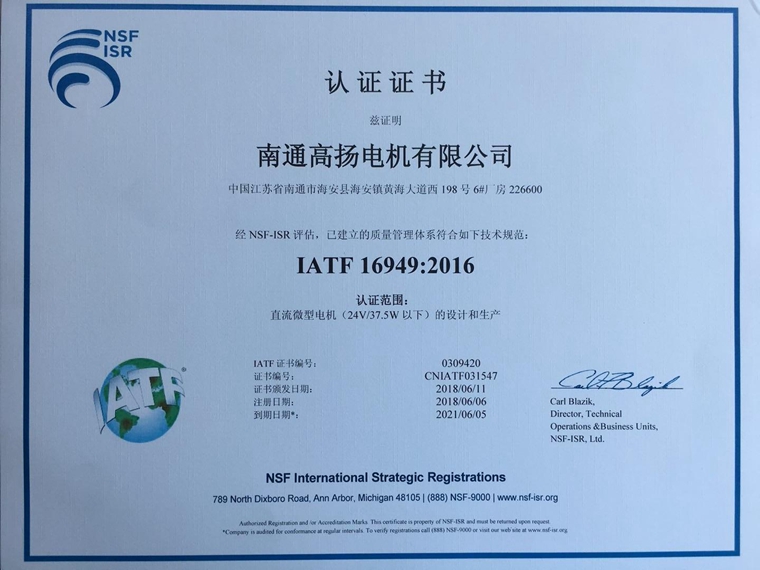 NSF
ISR
认证证书
兹证明
南通高扬电机有限公司
中国江苏省南通市海安县海安镇黄海大道西 198 号 6#厂房 226600
经 NSF-ISR 评估，已建立的质量管理体系符合如下技术规范：
IATF 16949:2016
认证范围：
直流微型电机（24V/37.5W 以下）的设计和生产
IATF 证书编号： 0309420
证书编号： CNIATF031547
证书颁发日期： 2018/06/11
注册日期： 2018/06/06
到期日期*： 2021/06/05
IATF®
Carl Blazik
Carl Blazik,
Director, Technical
Operations &Business Units,
NSF-ISR, Ltd.
NSF International Strategic Registrations
789 North Dixboro Road, Ann Arbor, Michigan 48105 | (888) NSF-9000 | www.nsf-isr.org
Authorized Registration and /or Accreditation Marks. This certificate is property of NSF-ISR and must be returned upon request.
*Company is audited for conformance at regular intervals. To verify registrations call (888) NSF-9000 or visit our web site at www.nsf-isr.org